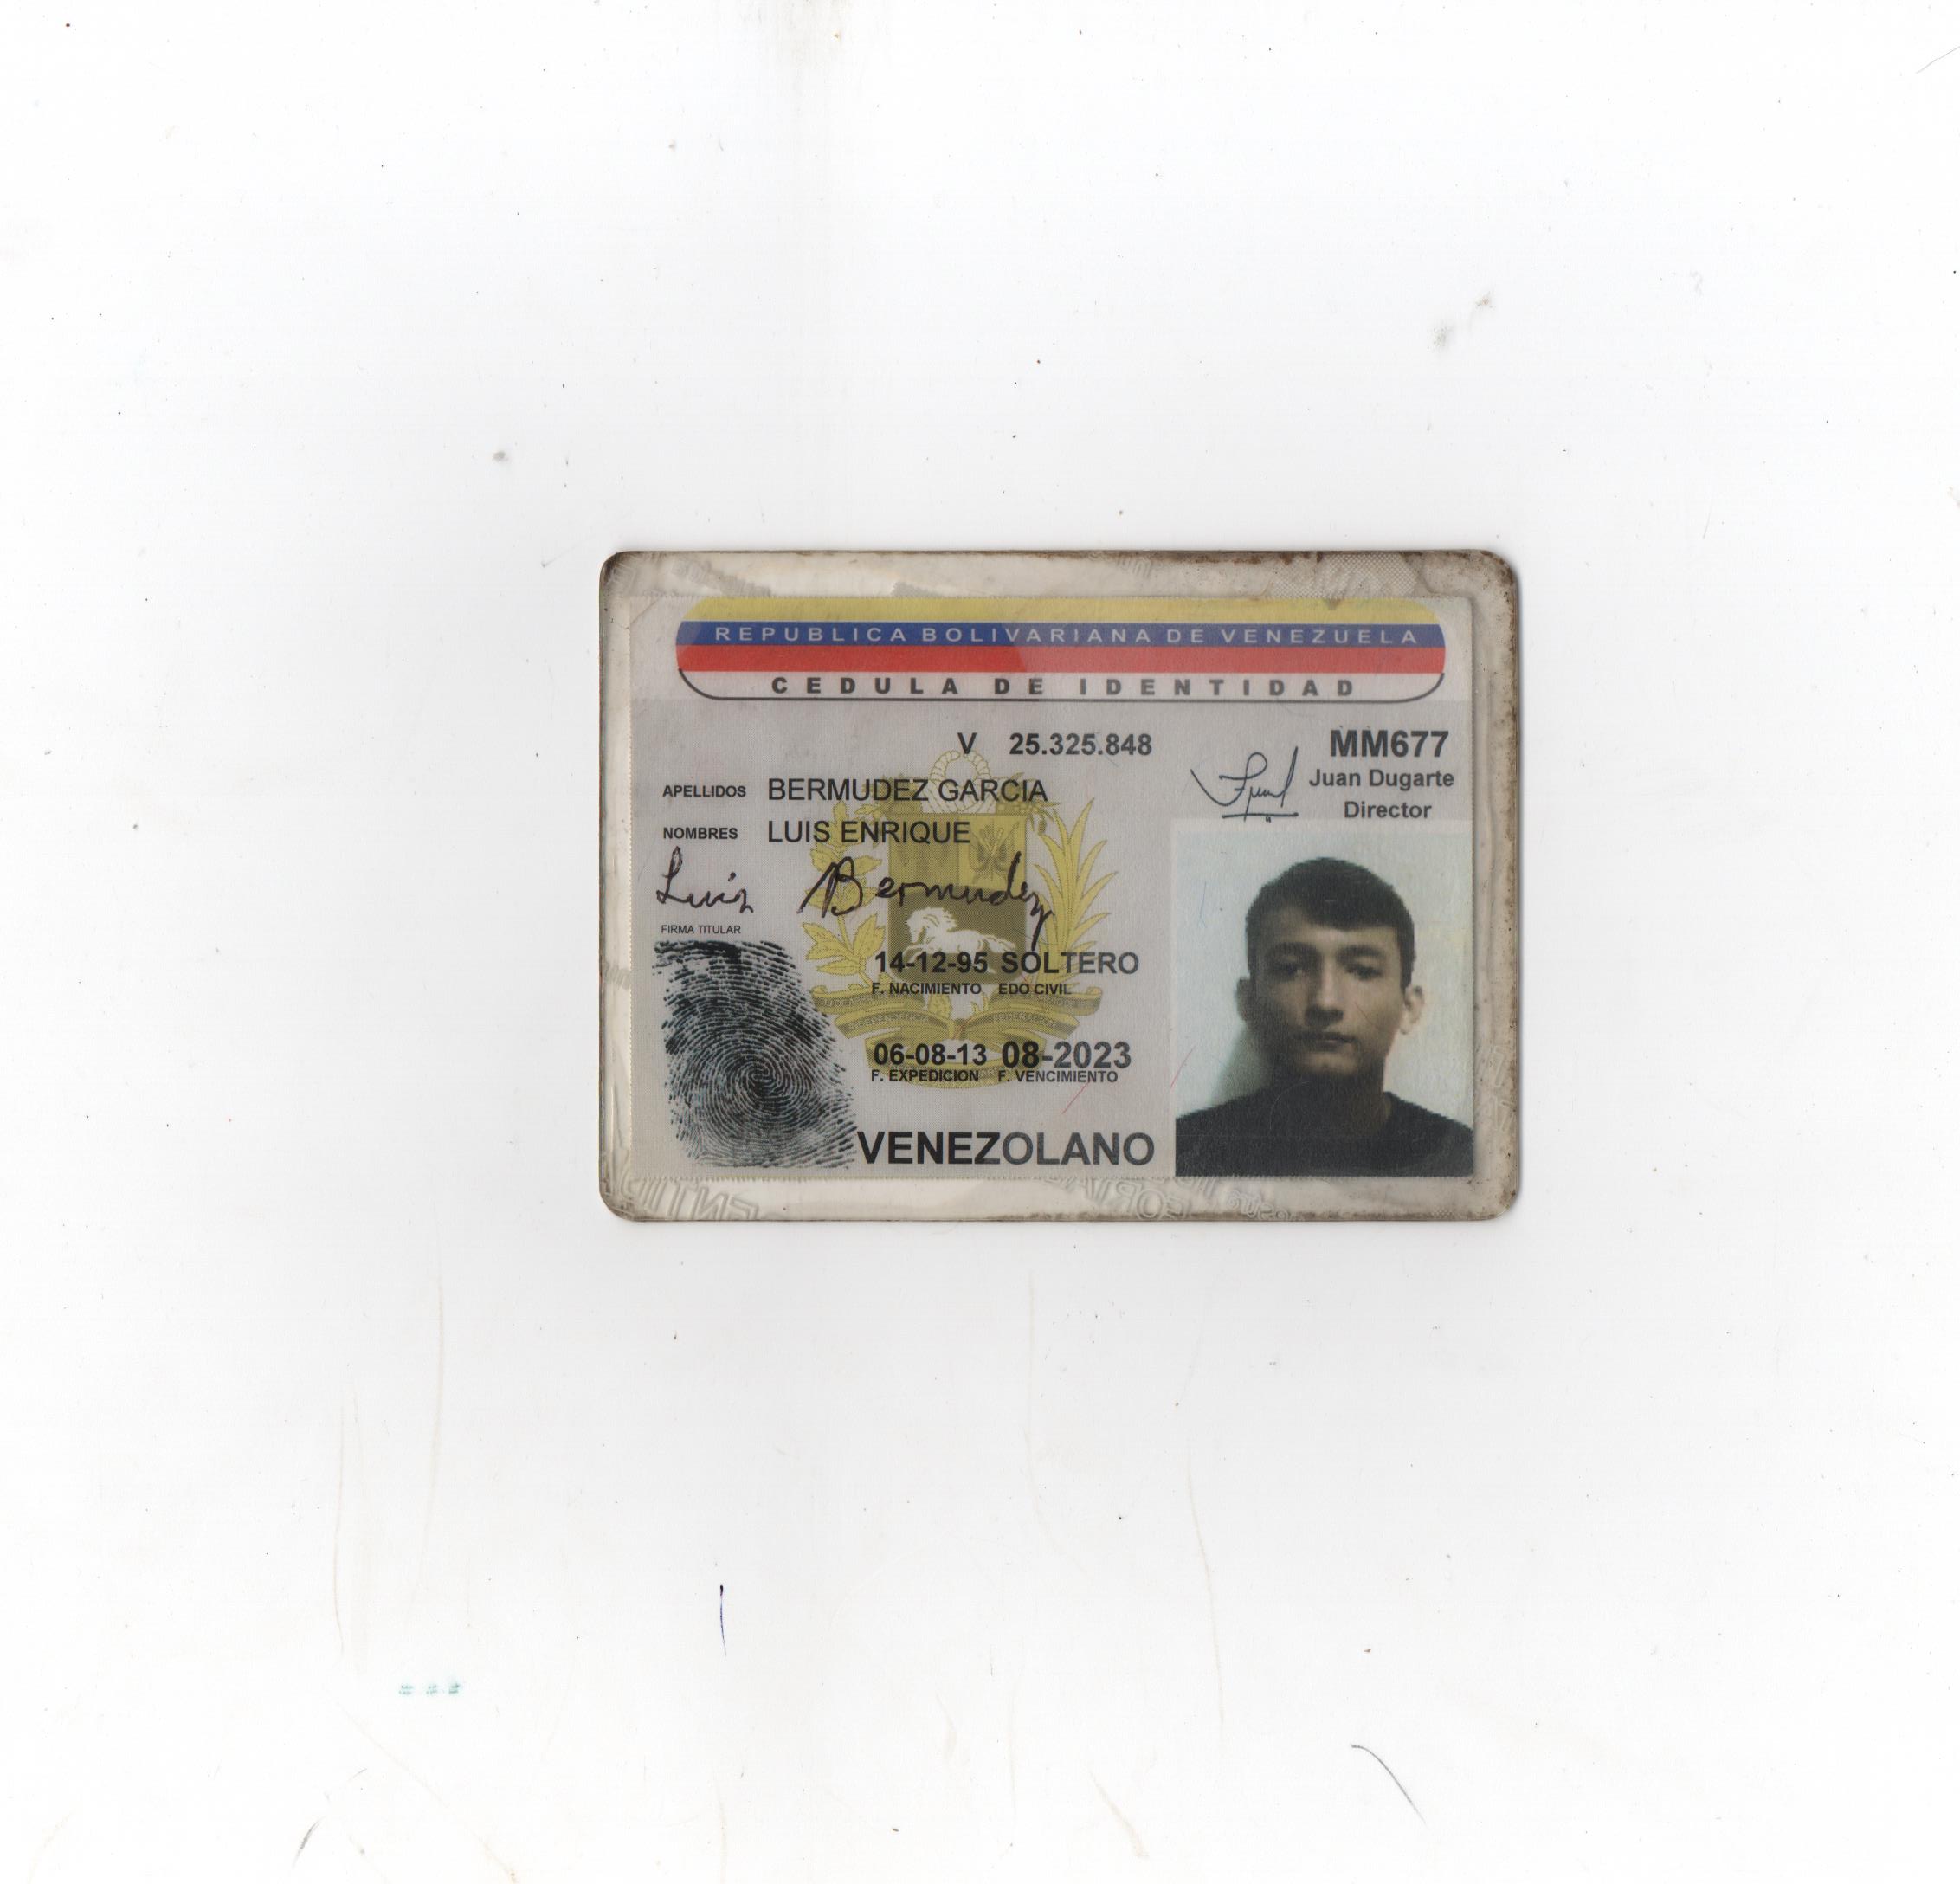 REPUBLICA BOLIVARIANA DE VENEZUELA
CEDULA DE IDENTIDAD
V 25.325.848
MM677
Juan Dugarte
Director
APELLIDOS BERMUDEZ GARCIA
NOMBRES LUIS ENRIQUE
Luis Bermudez
FIRMA TITULAR
14-12-95 SOLTERO
F. NACIMIENTO EDO CIVIL
INDEPENDENCIA FEDERACION
06-08-13 08-2023
F. EXPEDICION F. VENCIMIENTO
VENEZOLANO